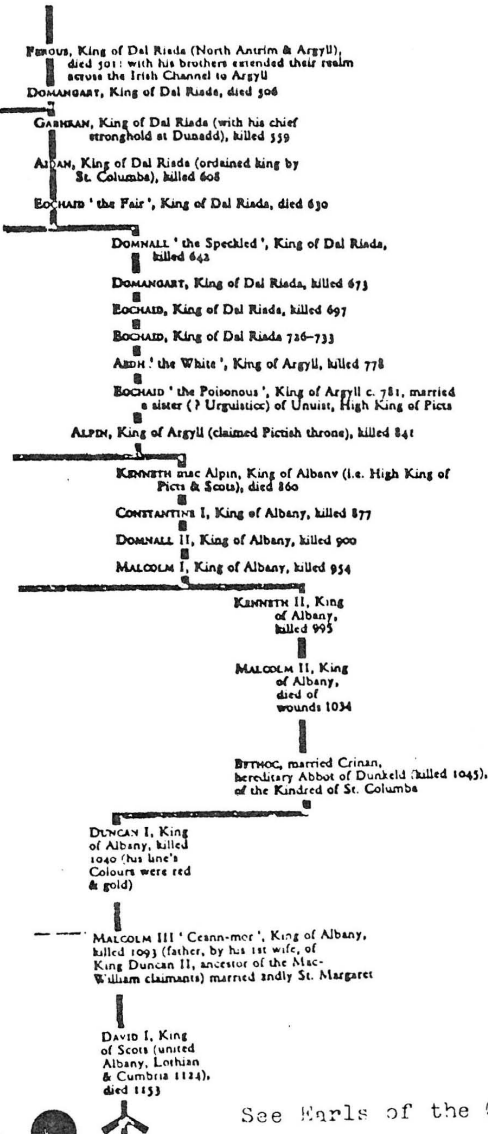 FERGUS, King of Dal Riada (North Antrim & Argyll),
died 501: with his brothers extended their realm
across the Irish Channel to Argyll
DOMANGART, King of Dal Riada, died 506
GABHRAN, King of Dal Riada (with his chief
stronghold at Dunadd), killed 559
AIDAN, King of Dal Riada (ordained king by
St. Columba), killed 608
EOCHAID ' the Fair ', King of Dal Riada, died 630
DOMNALL ' the Speckled ', King of Dal Riada,
killed 642
DOMANGART, King of Dal Riada, killed 673
EOCHAID, King of Dal Riada, killed 697
EOCHAID, King of Dal Riada 726–733
AEDH ' the White ', King of Argyll, killed 778
EOCHAID ' the Poisonous ', King of Argyll c. 781, married
a sister (? Urguistice) of Unuist, High King of Picts
ALPIN, King of Argyll (claimed Pictish throne), killed 841
KENNETH mac Alpin, King of Albany (i.e. High King of
Picts & Scots), died 860
CONSTANTINE I, King of Albany, killed 877
DOMNALL II, King of Albany, killed 900
MALCOLM I, King of Albany, killed 954
KENNETH II, King
of Albany,
killed 995
MALCOLM II, King
of Albany,
died of
wounds 1034
BETHOC, married Crinan,
hereditary Abbot of Dunkeld (killed 1045),
of the Kindred of St. Columba
DUNCAN I, King
of Albany, killed
1040 (his line's
Colours were red
& gold)
MALCOLM III ' Ceann-mor ', King of Albany,
killed 1093 (father, by his 1st wife, of
King Duncan II, ancestor of the Mac-
William claimants) married 2ndly St. Margaret
DAVID I, King
of Scots (united
Albany, Lothian
& Cumbria 1124),
died 1153
See Earls of the